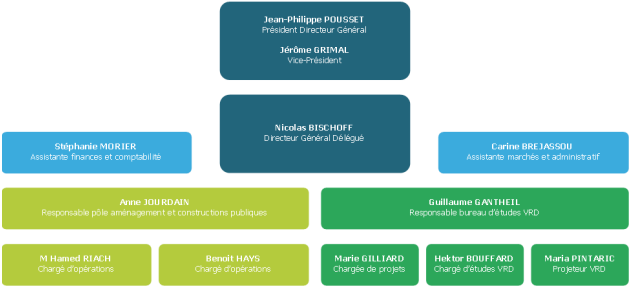 Jean-Philippe POUSSET
Président Directeur Général
Jérôme GRIMAL
Vice-Président
Nicolas BISCHOFF
Directeur Général Délégué
Stéphanie MORIER
Assistante finances et comptabilité
Carine BREJASSOU
Assistante marchés et administratif
Anne JOURDAIN
Responsable pôle aménagement et constructions publiques
Guillaume GANTHEIL
Responsable bureau d'études VRD
M Hamed RIACH
Chargé d'opérations
Benoit HAYS
Chargé d'opérations
Marie GILLIARD
Chargée de projets
Hektor BOUFFARD
Chargé d'études VRD
Maria PINTARIC
Projeteur VRD